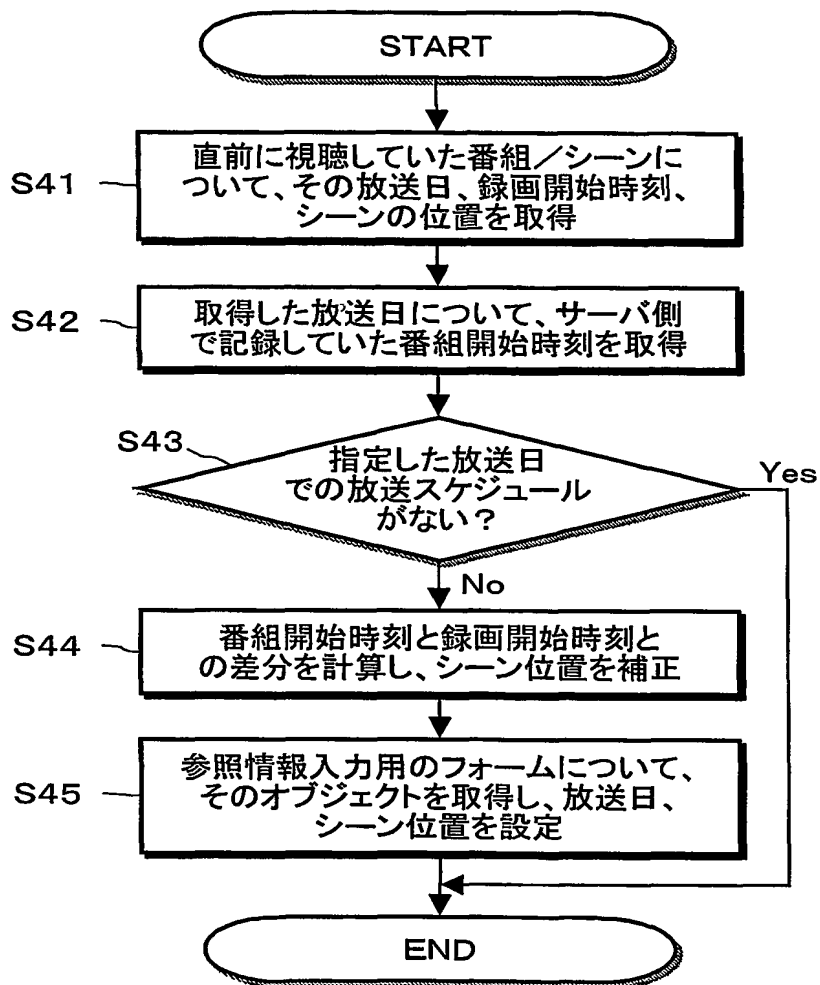 START
S41
直前に視聴していた番組／シーンに
ついて、その放送日、録画開始時刻、
シーンの位置を取得
S42
取得した放送日について、サーバ側
で記録していた番組開始時刻を取得
S43
指定した放送日
での放送スケジュール
がない？
Yes
No
S44
番組開始時刻と録画開始時刻と
の差分を計算し、シーン位置を補正
S45
参照情報入力用のフォームについて、
そのオブジェクトを取得し、放送日、
シーン位置を設定
END